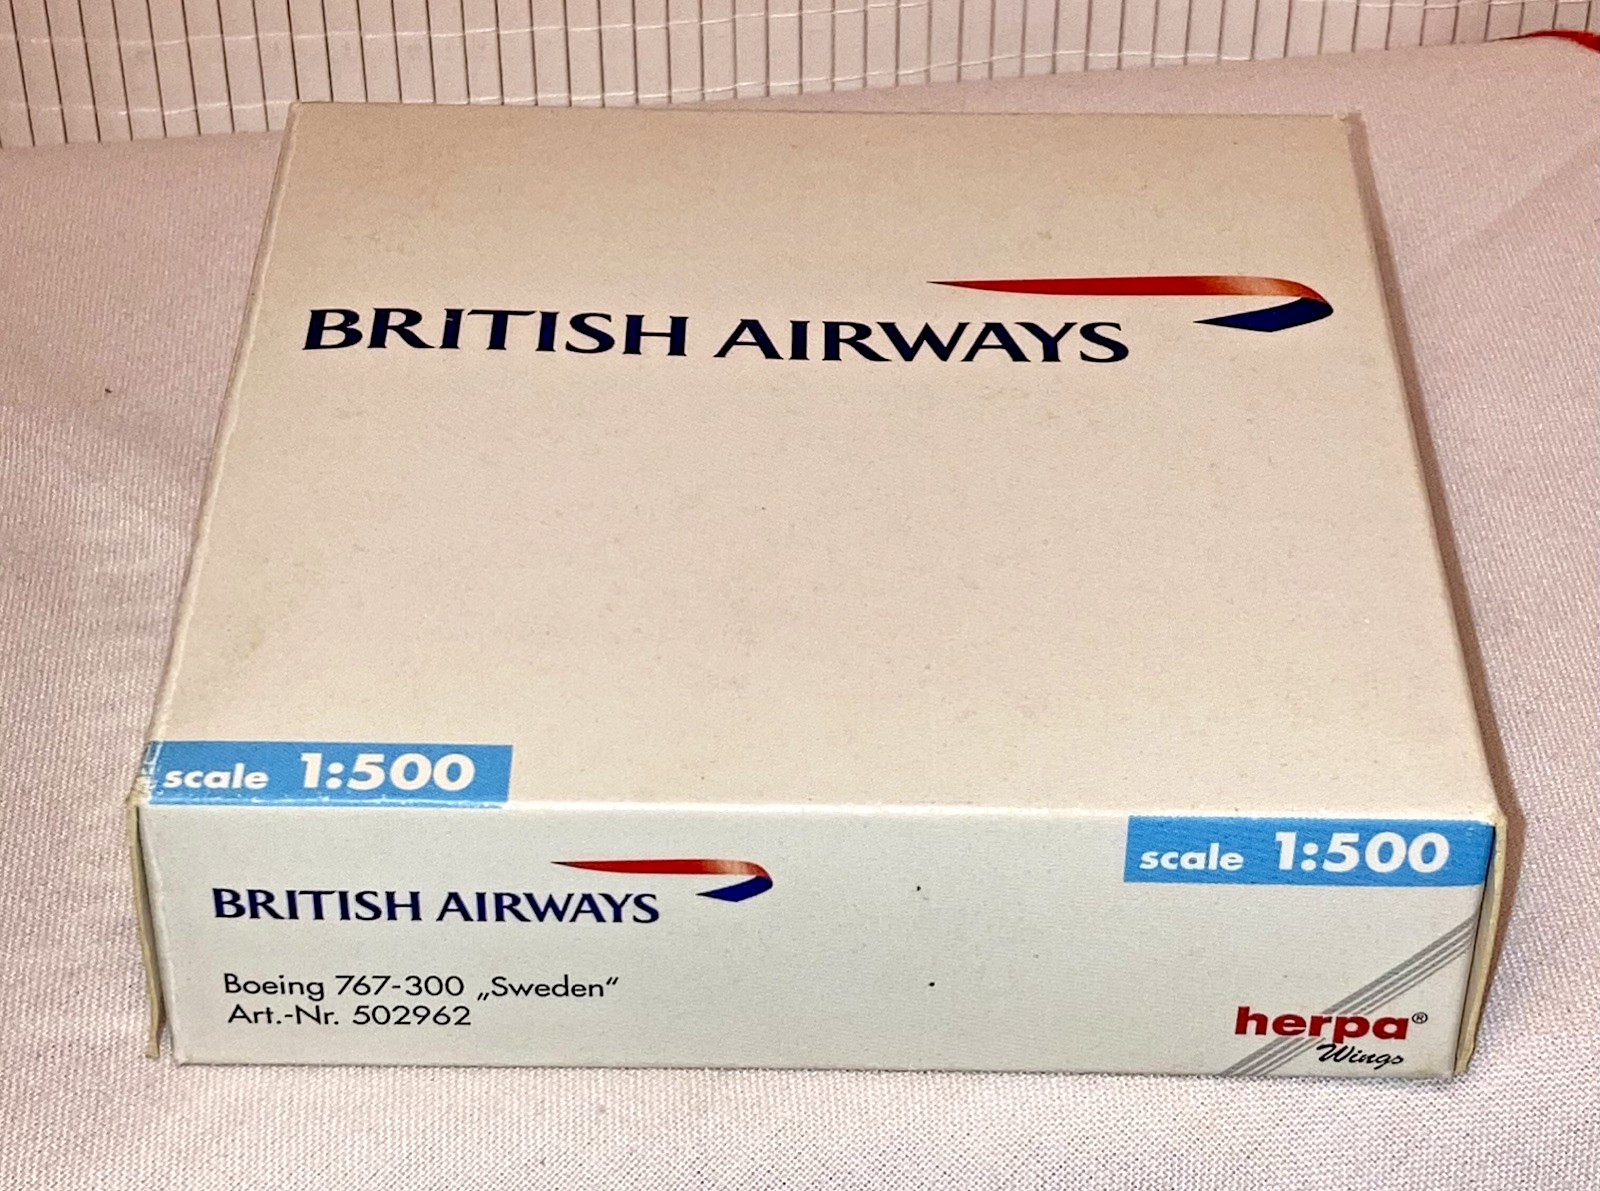 BRITISH AIRWAYS
scale 1:500
scale 1:500
BRITISH AIRWAYS
Boeing 767-300 „Sweden“
Art.-Nr. 502962
herpa®
Wings